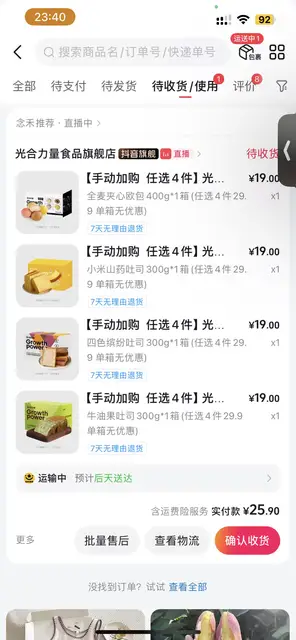 23:40
92
搜索商品名/订单号/快递单号
运送中1
包裹
全部
待支付
待发货
待收货/使用
1
评价
8
念禾推荐·直播中 >
光合力量食品旗舰店
抖音旗舰
直播 >
待收货
【手动加购 任选4件】光...
¥19.00
全麦夹心欧包400g*1箱(任选4件29.
x1
9 单箱无优惠)
7天无理由退货
【手动加购 任选4件】光...
¥19.00
小米山药吐司300g*1箱(任选4件29.
x1
9 单箱无优惠)
7天无理由退货
【手动加购 任选4件】光...
¥19.00
四色缤纷吐司300g*1箱(任选4件29.
x1
9 单箱无优惠)
7天无理由退货
Growth
power
【手动加购 任选4件】光...
¥19.00
牛油果吐司300g*1箱(任选4件29.9
x1
单箱无优惠)
7天无理由退货
Growth
power
运输中
预计后天送达
>
含运费险服务 实付款 ¥25.90
更多
批量售后
查看物流
确认收货
没找到订单? 试试 查看全部